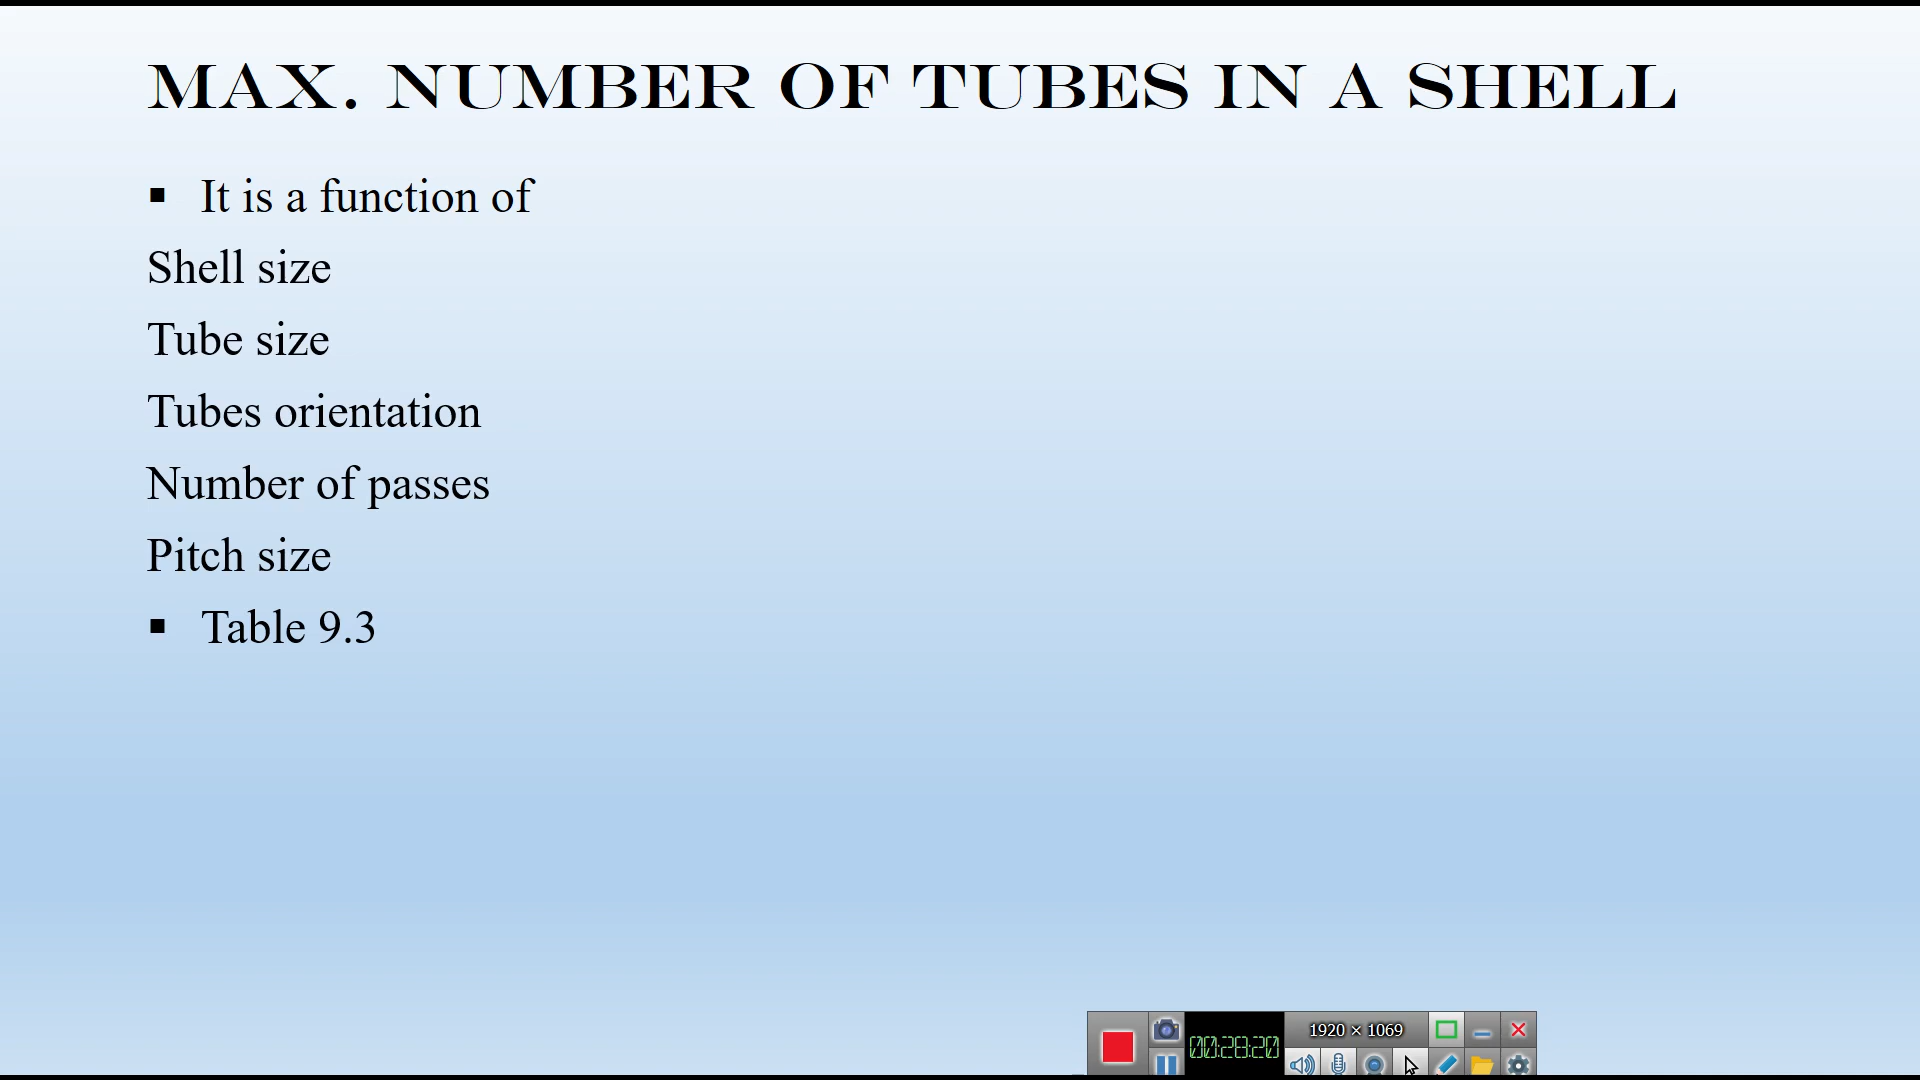 MAX. NUMBER OF TUBES IN A SHELL
▪ It is a function of
Shell size
Tube size
Tubes orientation
Number of passes
Pitch size
▪ Table 9.3
1920 × 1069
00:28:20